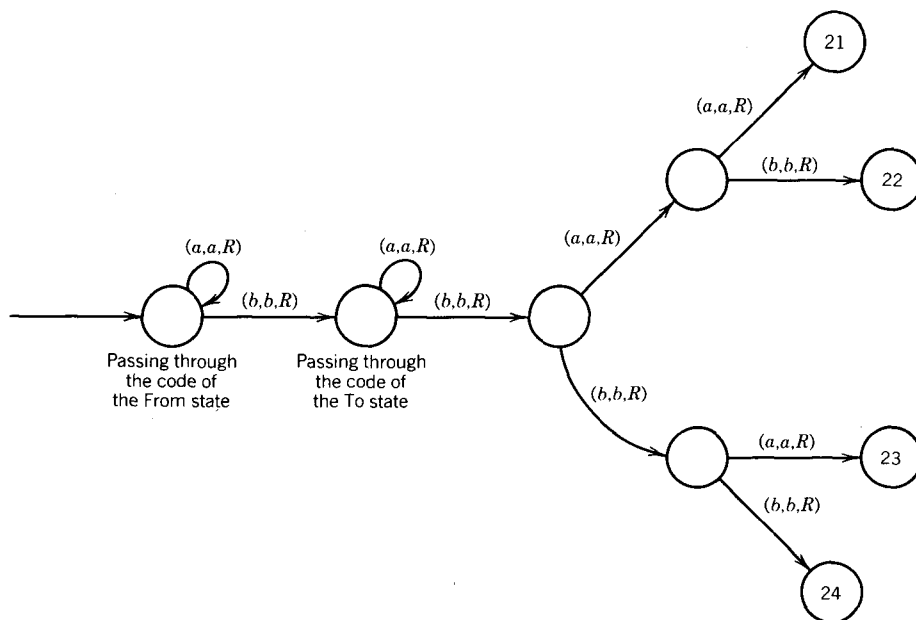 21
(a,a,R)
(b,b,R)
22
(a,a,R)
(a,a,R)
(a,a,R)
(b,b,R)
(b,b,R)
Passing through
the code of
the From state
Passing through
the code of
the To state
(b,b,R)
(a,a,R)
23
(b,b,R)
24